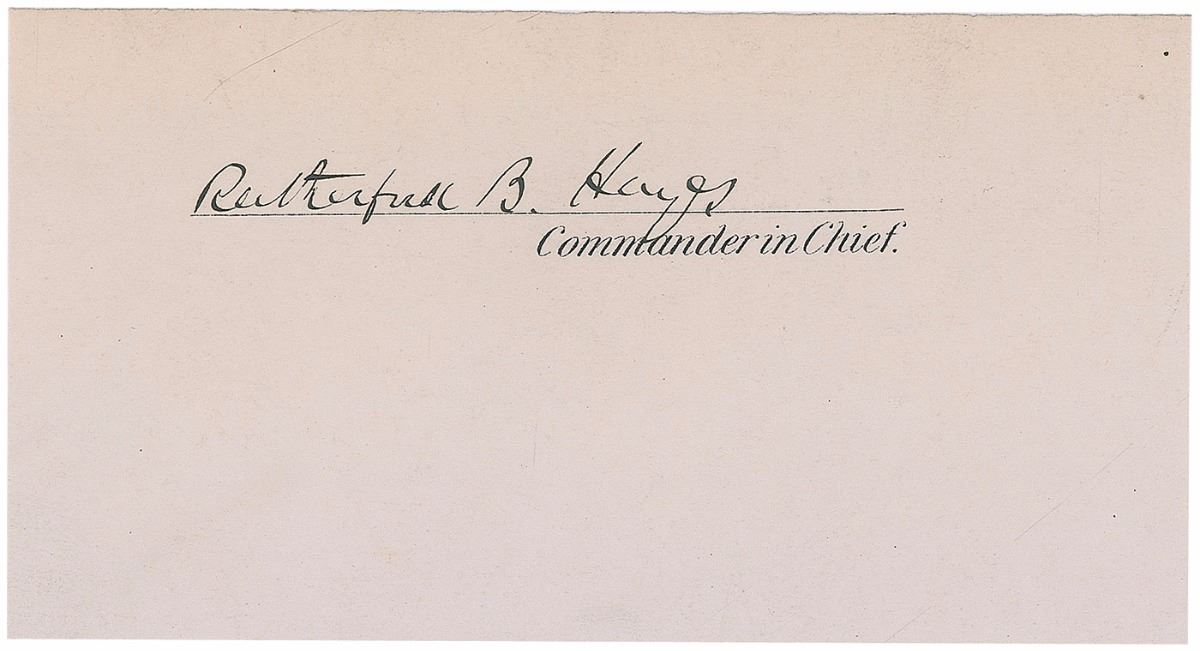 Rutherford B. Hayes
Commander in Chief.